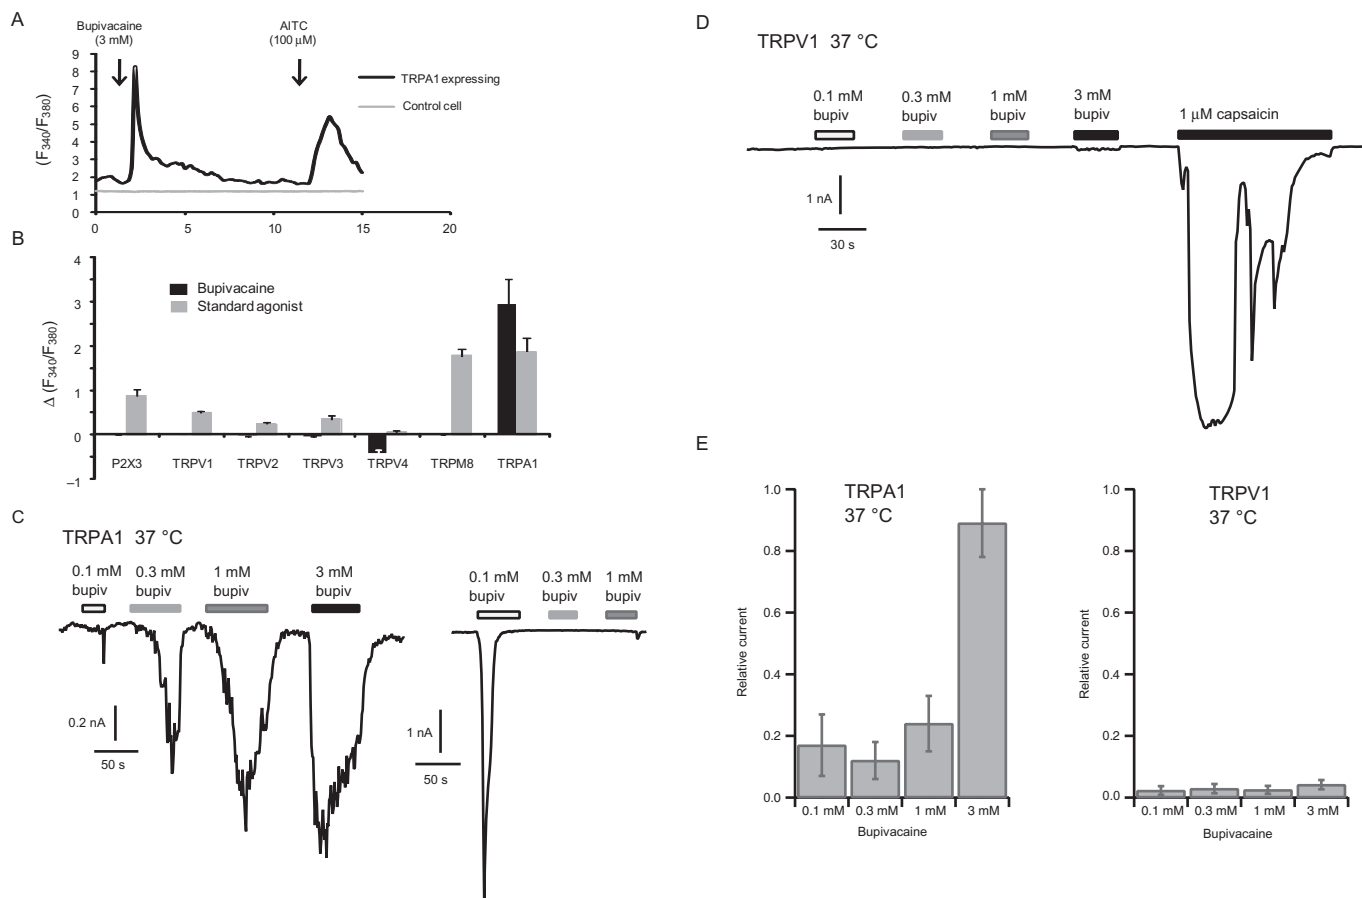 A
Bupivacaine
(3 mM)
AITC
(100 µM)
(F340/F380)
9
8
7
6
5
4
3
2
1
0
0
5
10
15
20
TRPA1 expressing
Control cell
B
Δ (F340/F380)
4
3
2
1
0
–1
Bupivacaine
Standard agonist
P2X3
TRPV1
TRPV2
TRPV3
TRPV4
TRPM8
TRPA1
C
TRPA1 37 °C
0.1 mM
bupiv
0.3 mM
bupiv
1 mM
bupiv
3 mM
bupiv
0.2 nA
50 s
0.1 mM
bupiv
0.3 mM
bupiv
1 mM
bupiv
1 nA
50 s
D
TRPV1 37 °C
0.1 mM
bupiv
0.3 mM
bupiv
1 mM
bupiv
3 mM
bupiv
1 µM capsaicin
1 nA
30 s
E
TRPA1
37 °C
Relative current
1.0
0.8
0.6
0.4
0.2
0.0
0.1 mM
0.3 mM
1 mM
3 mM
Bupivacaine
TRPV1
37 °C
Relative current
1.0
0.8
0.6
0.4
0.2
0.0
0.1 mM
0.3 mM
1 mM
3 mM
Bupivacaine